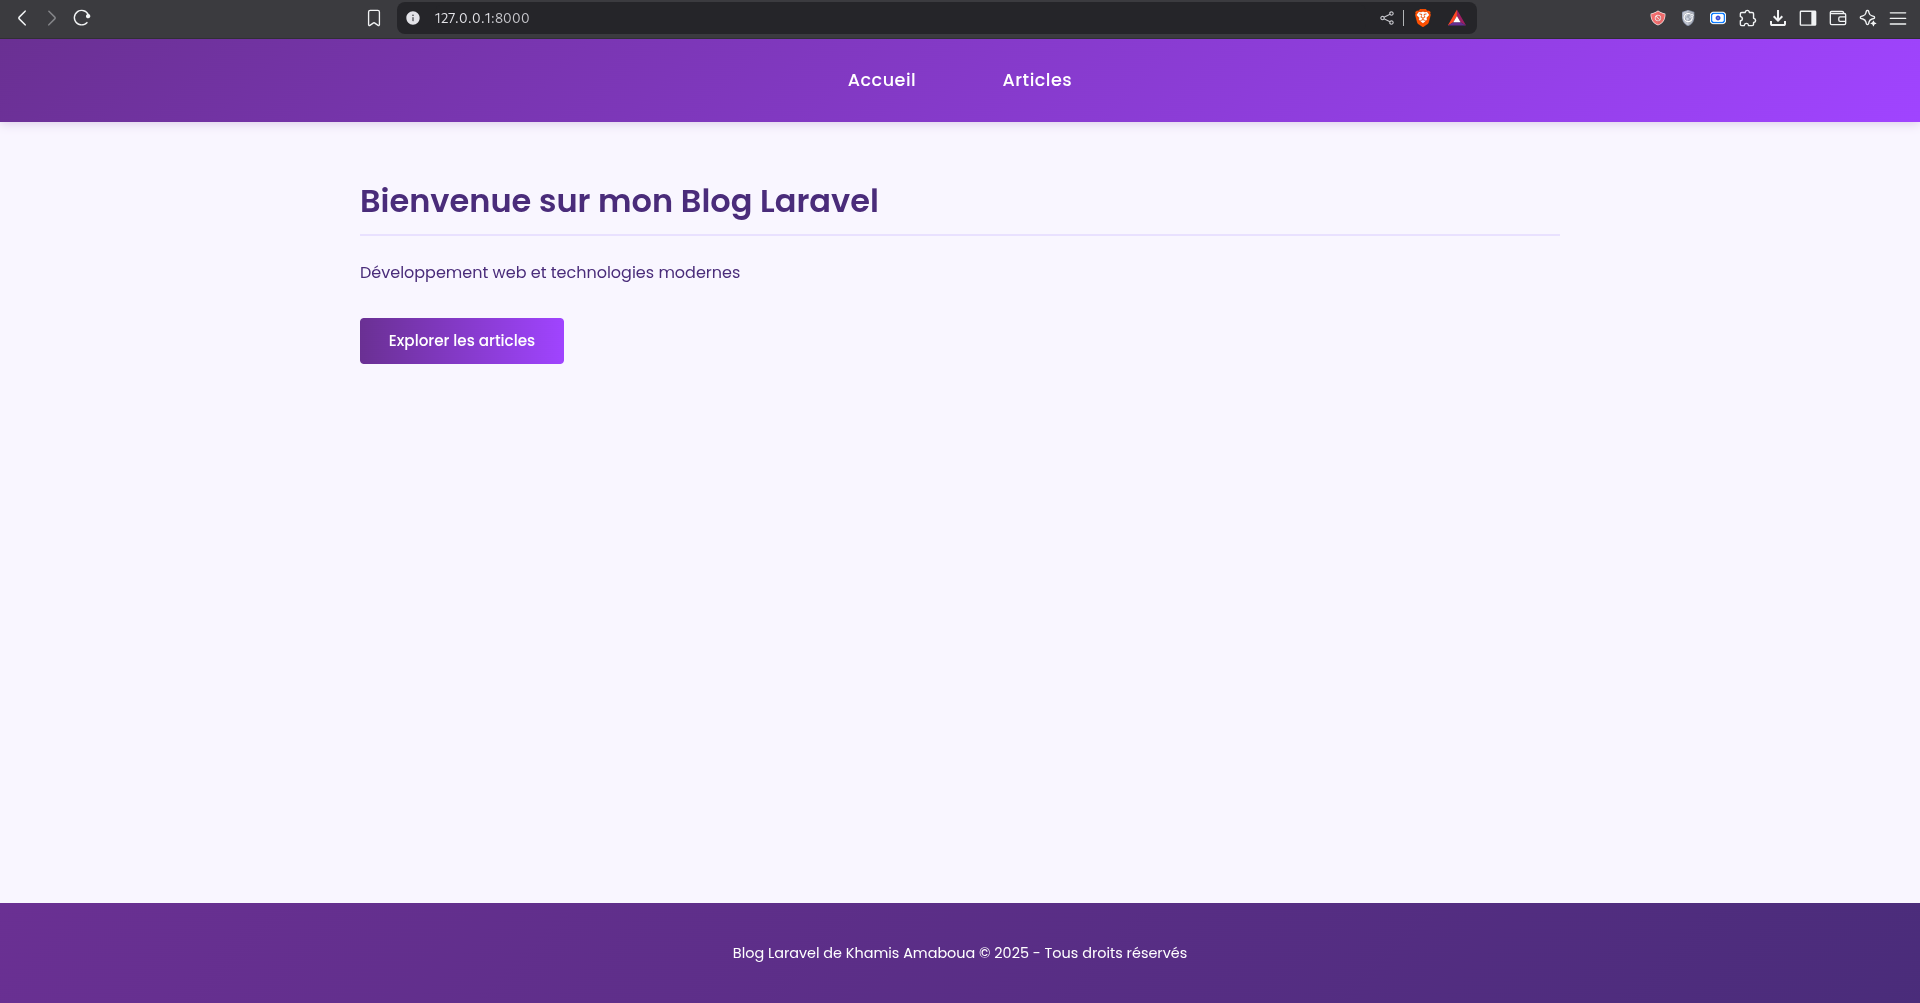 127.0.0.1:8000
Accueil Articles
Bienvenue sur mon Blog Laravel
Développement web et technologies modernes
Explorer les articles
Blog Laravel de Khamis Amaboua © 2025 - Tous droits réservés